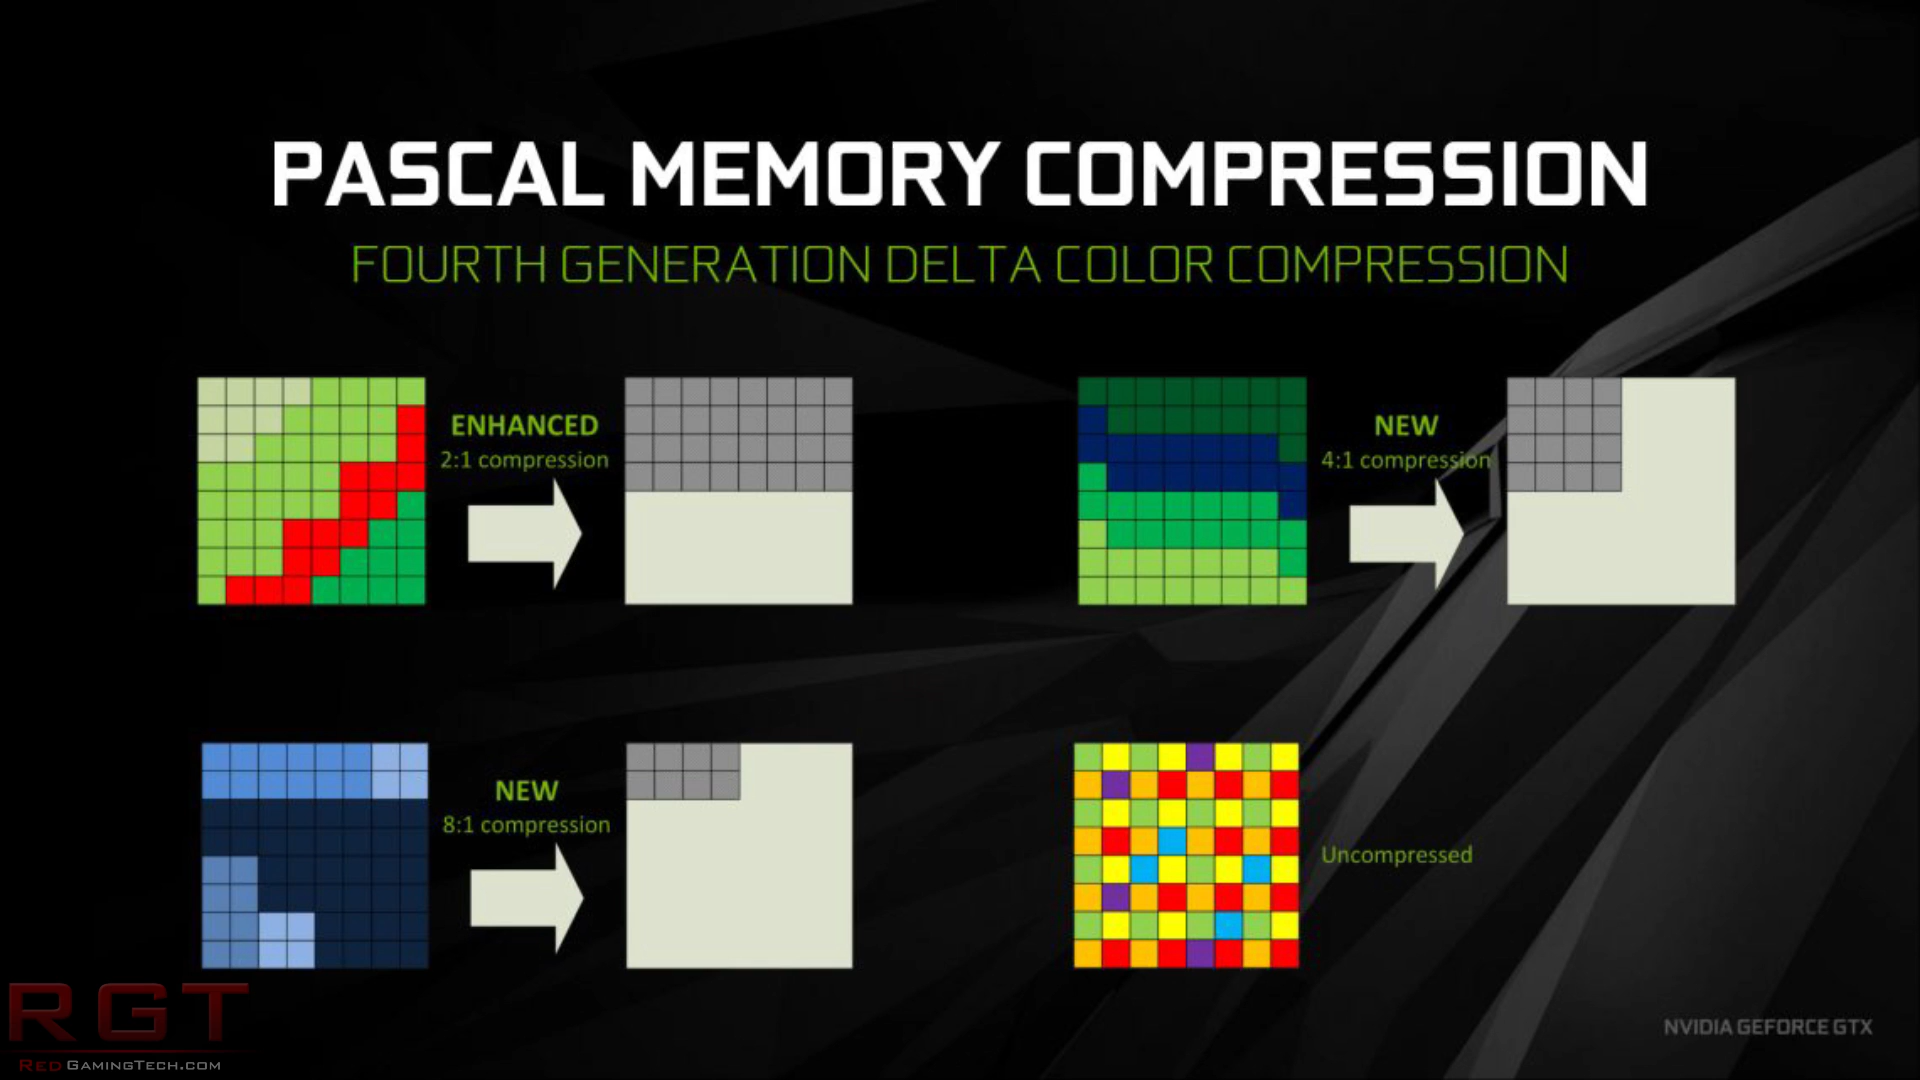 PASCAL MEMORY COMPRESSION
FOURTH GENERATION DELTA COLOR COMPRESSION
ENHANCED
2:1 compression
NEW
4:1 compression
NEW
8:1 compression
Uncompressed
RGT
REDGAMINGTECH.COM
NVIDIA GEFORCE GTX